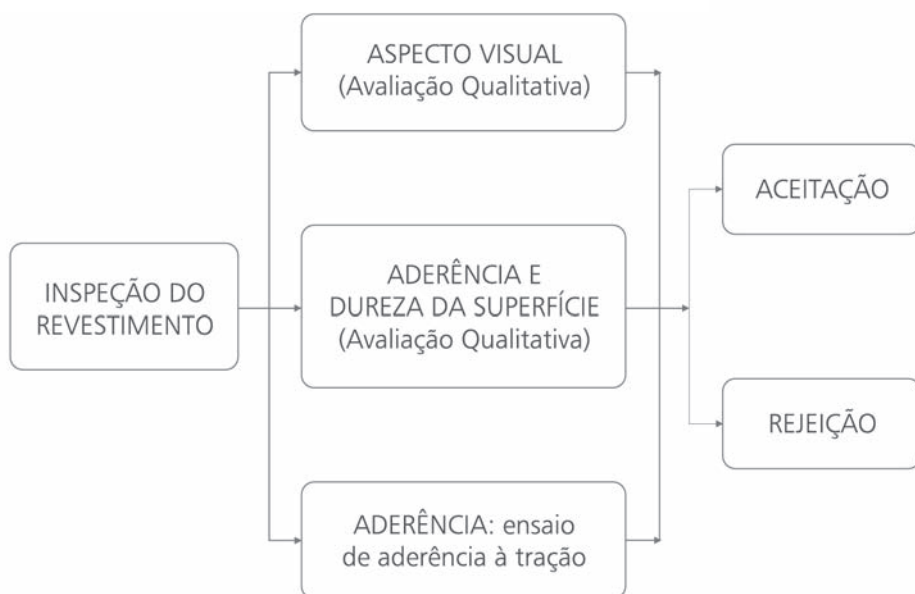 ASPECTO VISUAL
(Avaliação Qualitativa)
INSPEÇÃO DO
REVESTIMENTO
ADERÊNCIA E
DUREZA DA SUPERFÍCIE
(Avaliação Qualitativa)
ADERÊNCIA: ensaio
de aderência à tração
ACEITAÇÃO
REJEIÇÃO